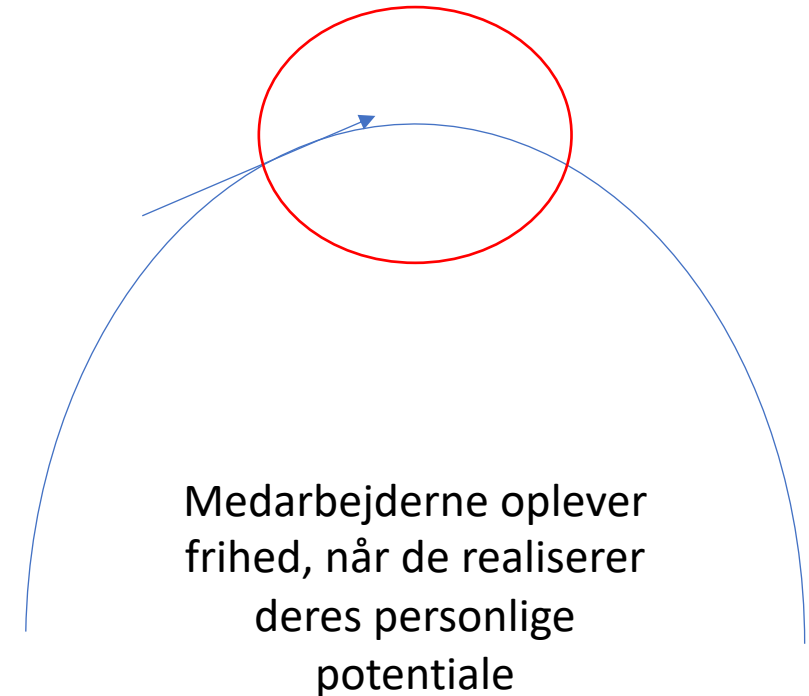 Medarbejderne oplever
frihed, når de realiserer
deres personlige
potentiale